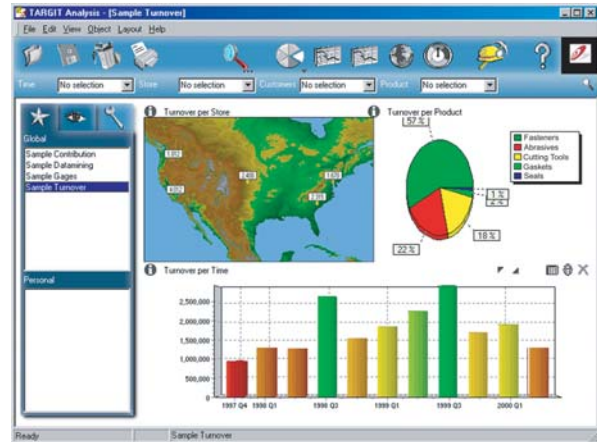 TARGIT Analysis - [Sample Turnover]
File Edit View Object Layout Help
Time No selection Store No selection Customers No selection Product No selection
Global
Sample Contribution
Sample Datamining
Sample Gages
Sample Turnover
Personal
Turnover per Store
Turnover per Product
57 %
Fasteners
Abrasives
Cutting Tools
Gaskets
Seals
1 %
2 %
18 %
22 %
Turnover per Time
2,500,000
2,000,000
1,500,000
1,000,000
500,000
0
1997 Q4 1998 Q1 1998 Q3 1999 Q1 1999 Q3 2000 Q1
Ready Sample Turnover